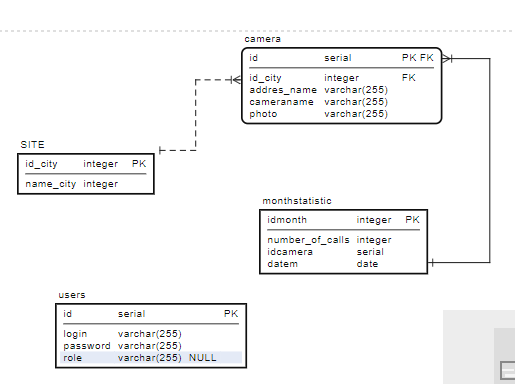 camera
id serial PK FK
id_city integer FK
addres_name varchar(255)
cameraname varchar(255)
photo varchar(255)
SITE
id_city integer PK
name_city integer
monthstatistic
idmonth integer PK
number_of_calls integer
idcamera serial
datem date
users
id serial PK
login varchar(255)
password varchar(255)
role varchar(255) NULL